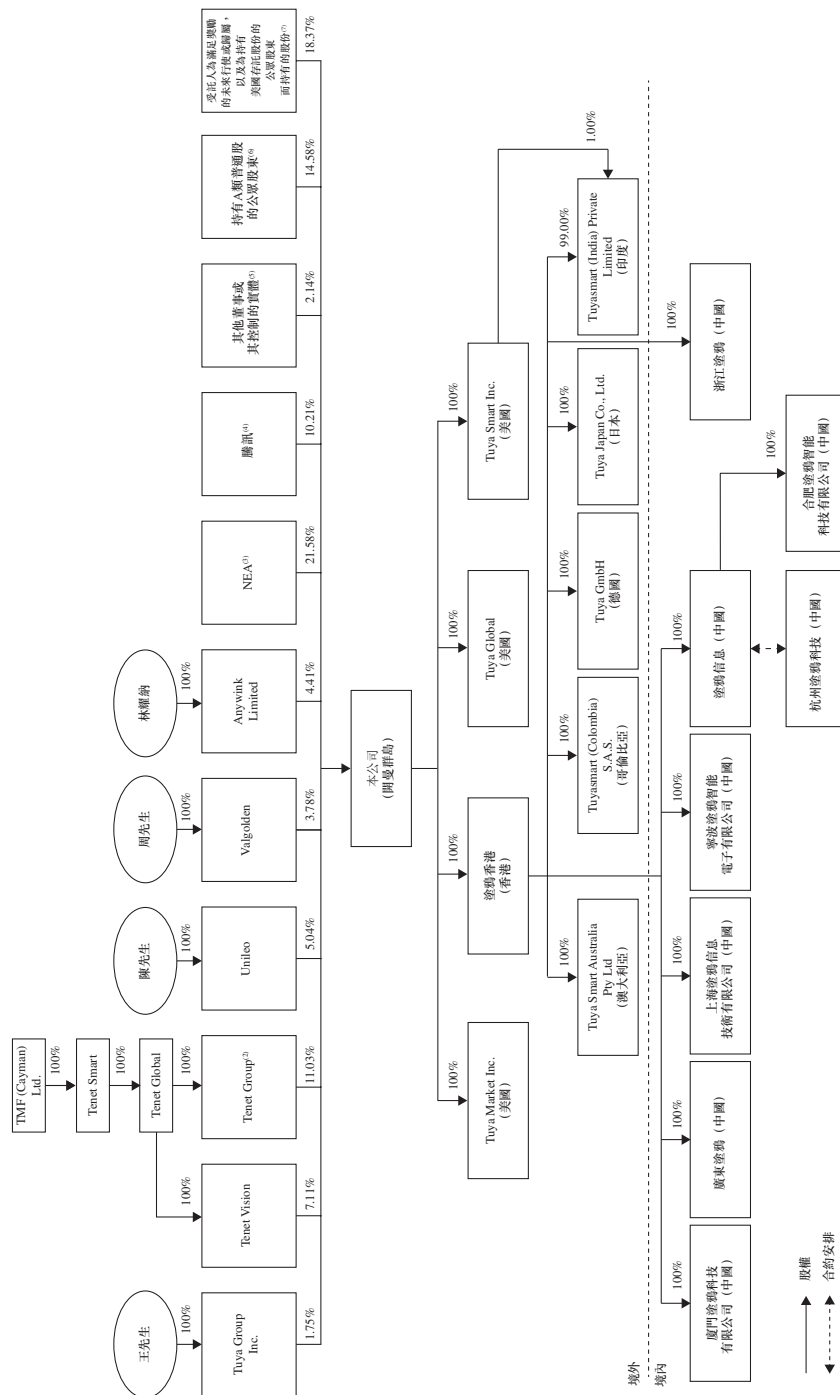 TMF (Cayman)
Ltd.
100%
Tenet Smart
100%
王先生
Tenet Global
陳先生
周先生
林耀納
100%
100%
100%
100%
100%
100%
Tuya Group
Inc.
Tenet Vision
Tenet Group(2)
Unileo
Valgolden
Anywink
Limited
NEA(3)
騰訊(4)
其他董事或
其控制的實體(5)
持有A類普通股
的公眾股東(6)
受託人為滿足獎勵
的未來行使或歸屬，
以及為持有
美國存託股份的
公眾股東
而持有的股份(7)
1.75%
7.11%
11.03%
5.04%
3.78%
4.41%
21.58%
10.21%
2.14%
14.58%
18.37%
本公司
（開曼群島）
100%
100%
100%
100%
Tuya Market Inc.
（美國）
塗鴉香港
（香港）
Tuya Global
（美國）
Tuya Smart Inc.
（美國）
100%
100%
100%
100%
99.00%
1.00%
Tuya Smart Australia
Pty Ltd
（澳大利亞）
Tuyasmart (Colombia)
S.A.S.
（哥倫比亞）
Tuya GmbH
（德國）
Tuya Japan Co., Ltd.
（日本）
Tuyasmart (India) Private
Limited
（印度）
境外
境內
100%
100%
100%
100%
100%
100%
廈門塗鴉科技
有限公司（中國）
廣東塗鴉（中國）
上海塗鴉信息
技術有限公司（中國）
寧波塗鴉智能
電子有限公司（中國）
塗鴉信息（中國）
浙江塗鴉（中國）
100%
杭州塗鴉科技（中國）
合肥塗鴉智能
科技有限公司（中國）
股權
合約安排